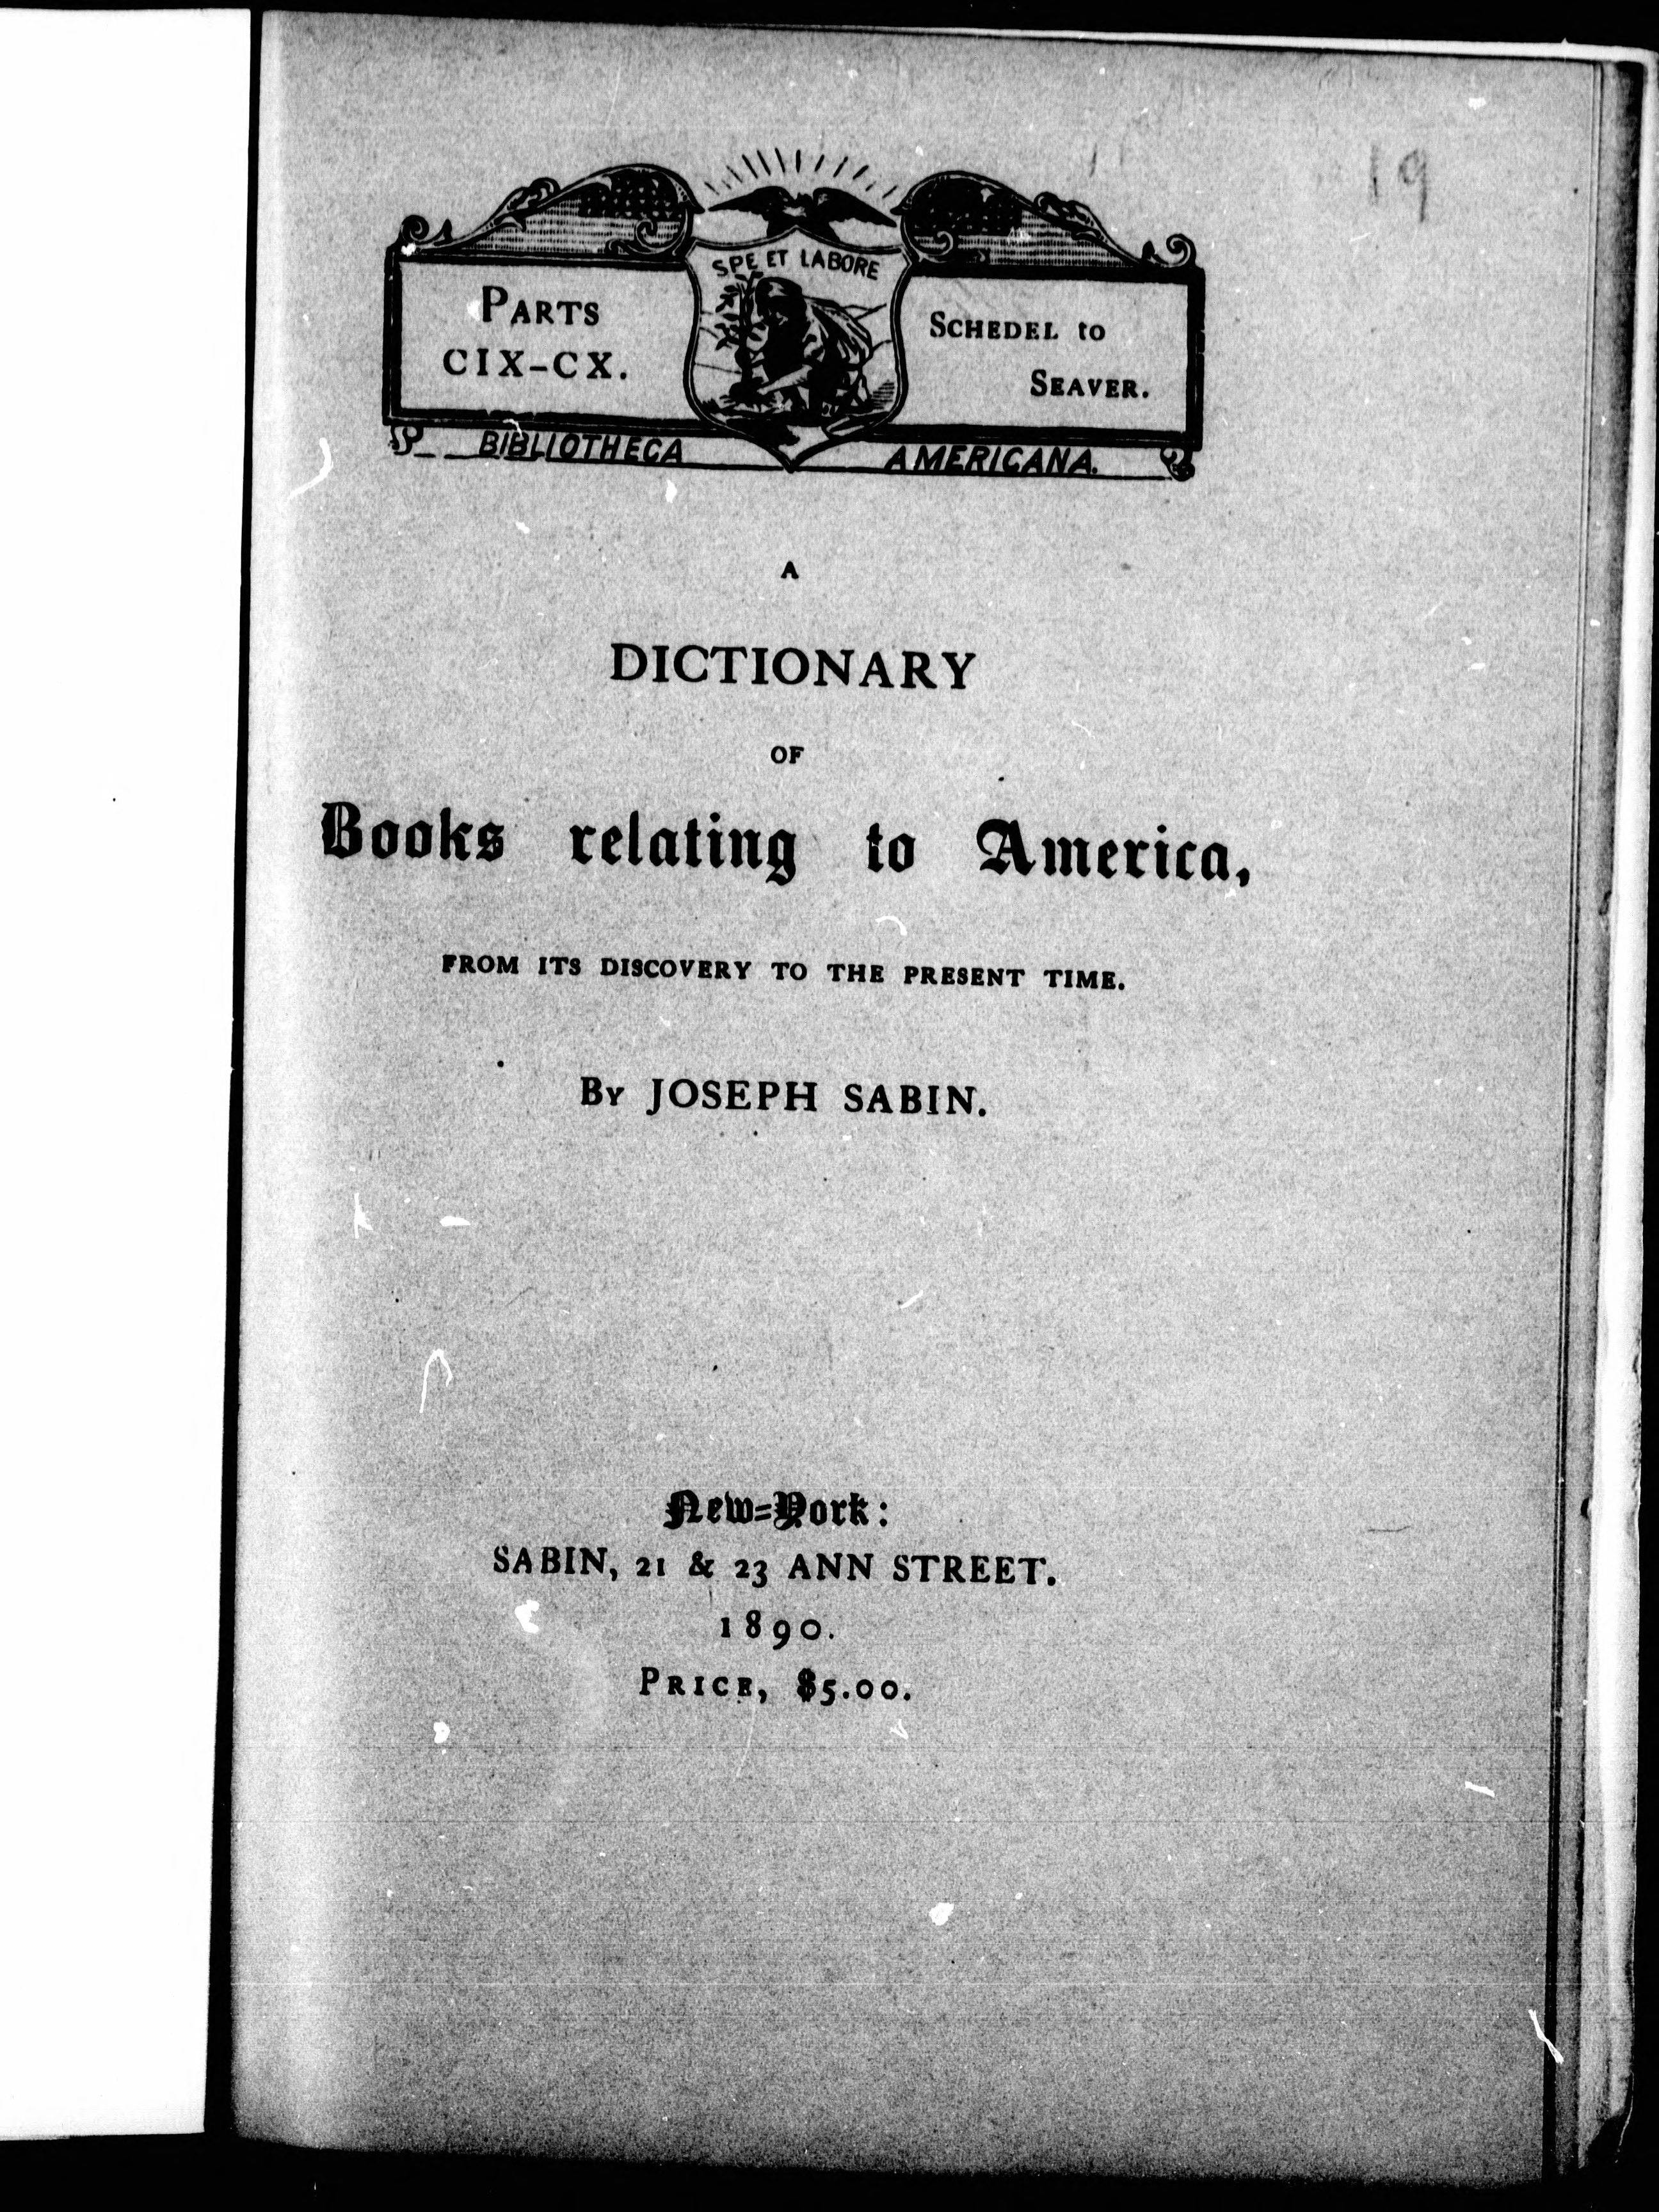 19
SPE ET LABORE
PARTS
CIX-CX.
SCHEDEL to
SEAVER.
BIBLIOTHECA AMERICANA.
A
DICTIONARY
OF
Books relating to America,
FROM ITS DISCOVERY TO THE PRESENT TIME.
BY JOSEPH SABIN.
New-York:
SABIN, 21 & 23 ANN STREET.
1890.
PRICE, $5.00.